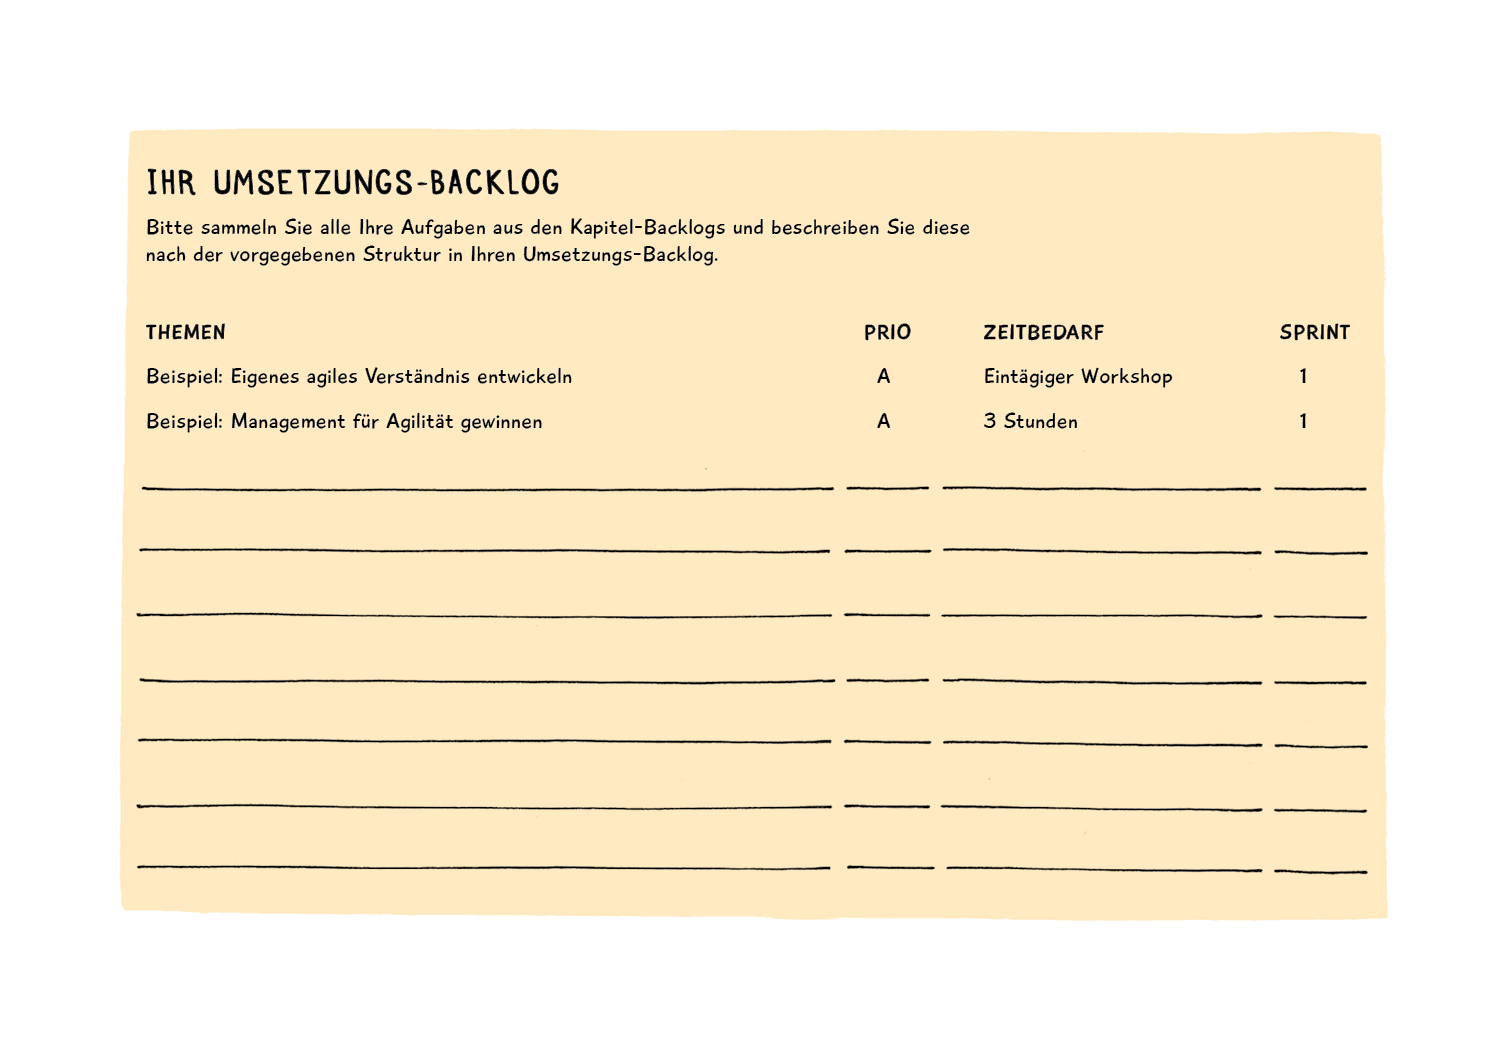 IHR UMSETZUNGS-BACKLOG
Bitte sammeln Sie alle Ihre Aufgaben aus den Kapitel-Backlogs und beschreiben Sie diese
nach der vorgegebenen Struktur in Ihren Umsetzungs-Backlog.
THEMEN PRIO ZEITBEDARF SPRINT
Beispiel: Eigenes agiles Verständnis entwickeln A Eintägiger Workshop 1
Beispiel: Management für Agilität gewinnen A 3 Stunden 1